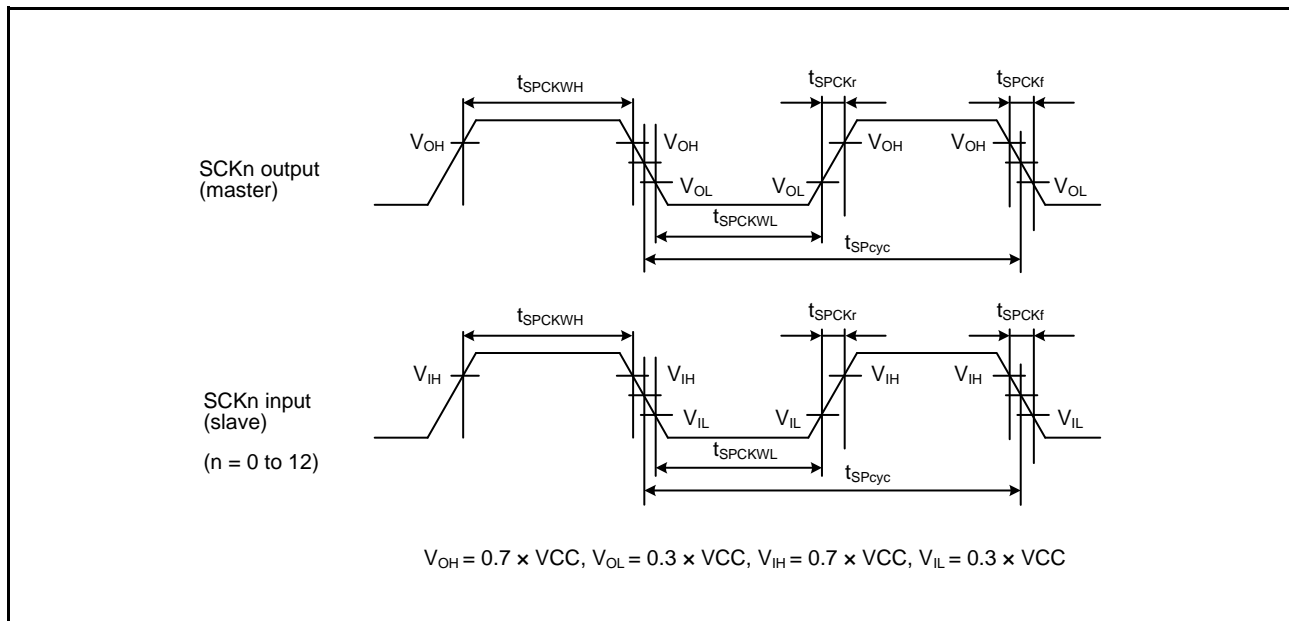 tSPCKWH
tSPCKr
tSPCKf
VOH
VOH
VOH
VOH
SCKn output
(master)
VOL
VOL
VOL
tSPCKWL
tSPcyc
tSPCKWH
tSPCKr
tSPCKf
VIH
VIH
VIH
VIH
SCKn input
(slave)
VIL
VIL
VIL
(n = 0 to 12)
tSPCKWL
tSPcyc
VOH = 0.7 × VCC, VOL = 0.3 × VCC, VIH = 0.7 × VCC, VIL = 0.3 × VCC